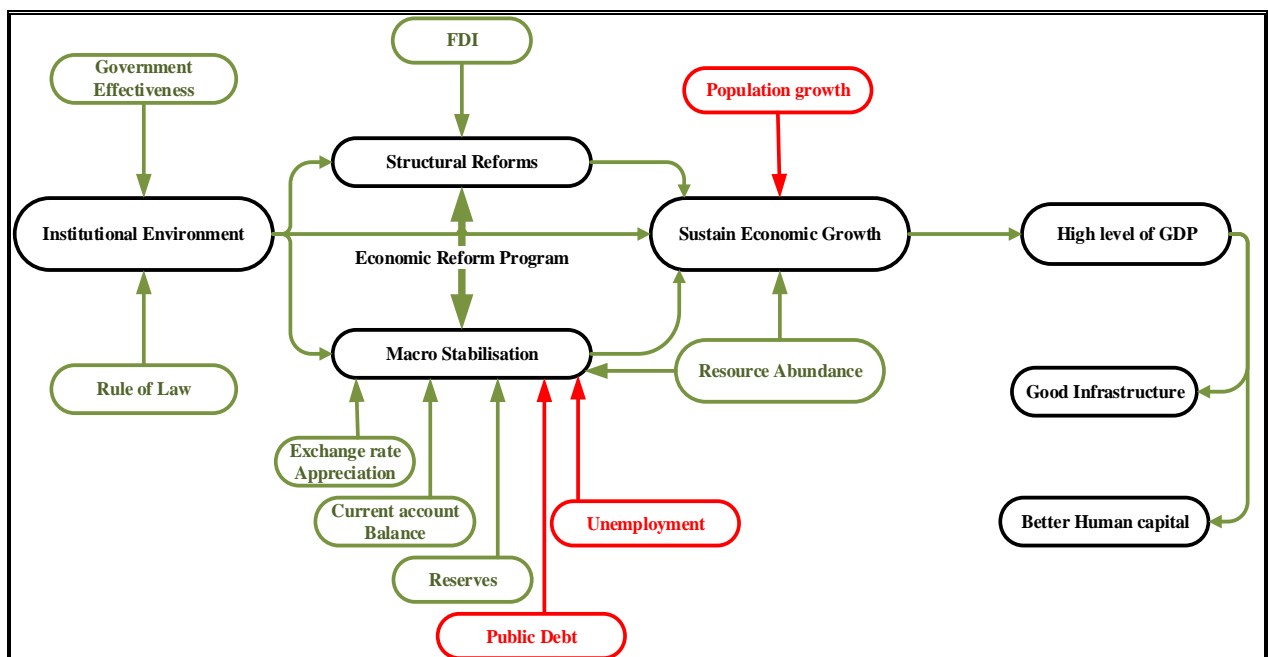 FDI
Government
Effectiveness
Population growth
Structural Reforms
Institutional Environment
Sustain Economic Growth
High level of GDP
Economic Reform Program
Macro Stabilisation
Resource Abundance
Rule of Law
Good Infrastructure
Exchange rate
Appreciation
Current account
Balance
Unemployment
Better Human capital
Reserves
Public Debt